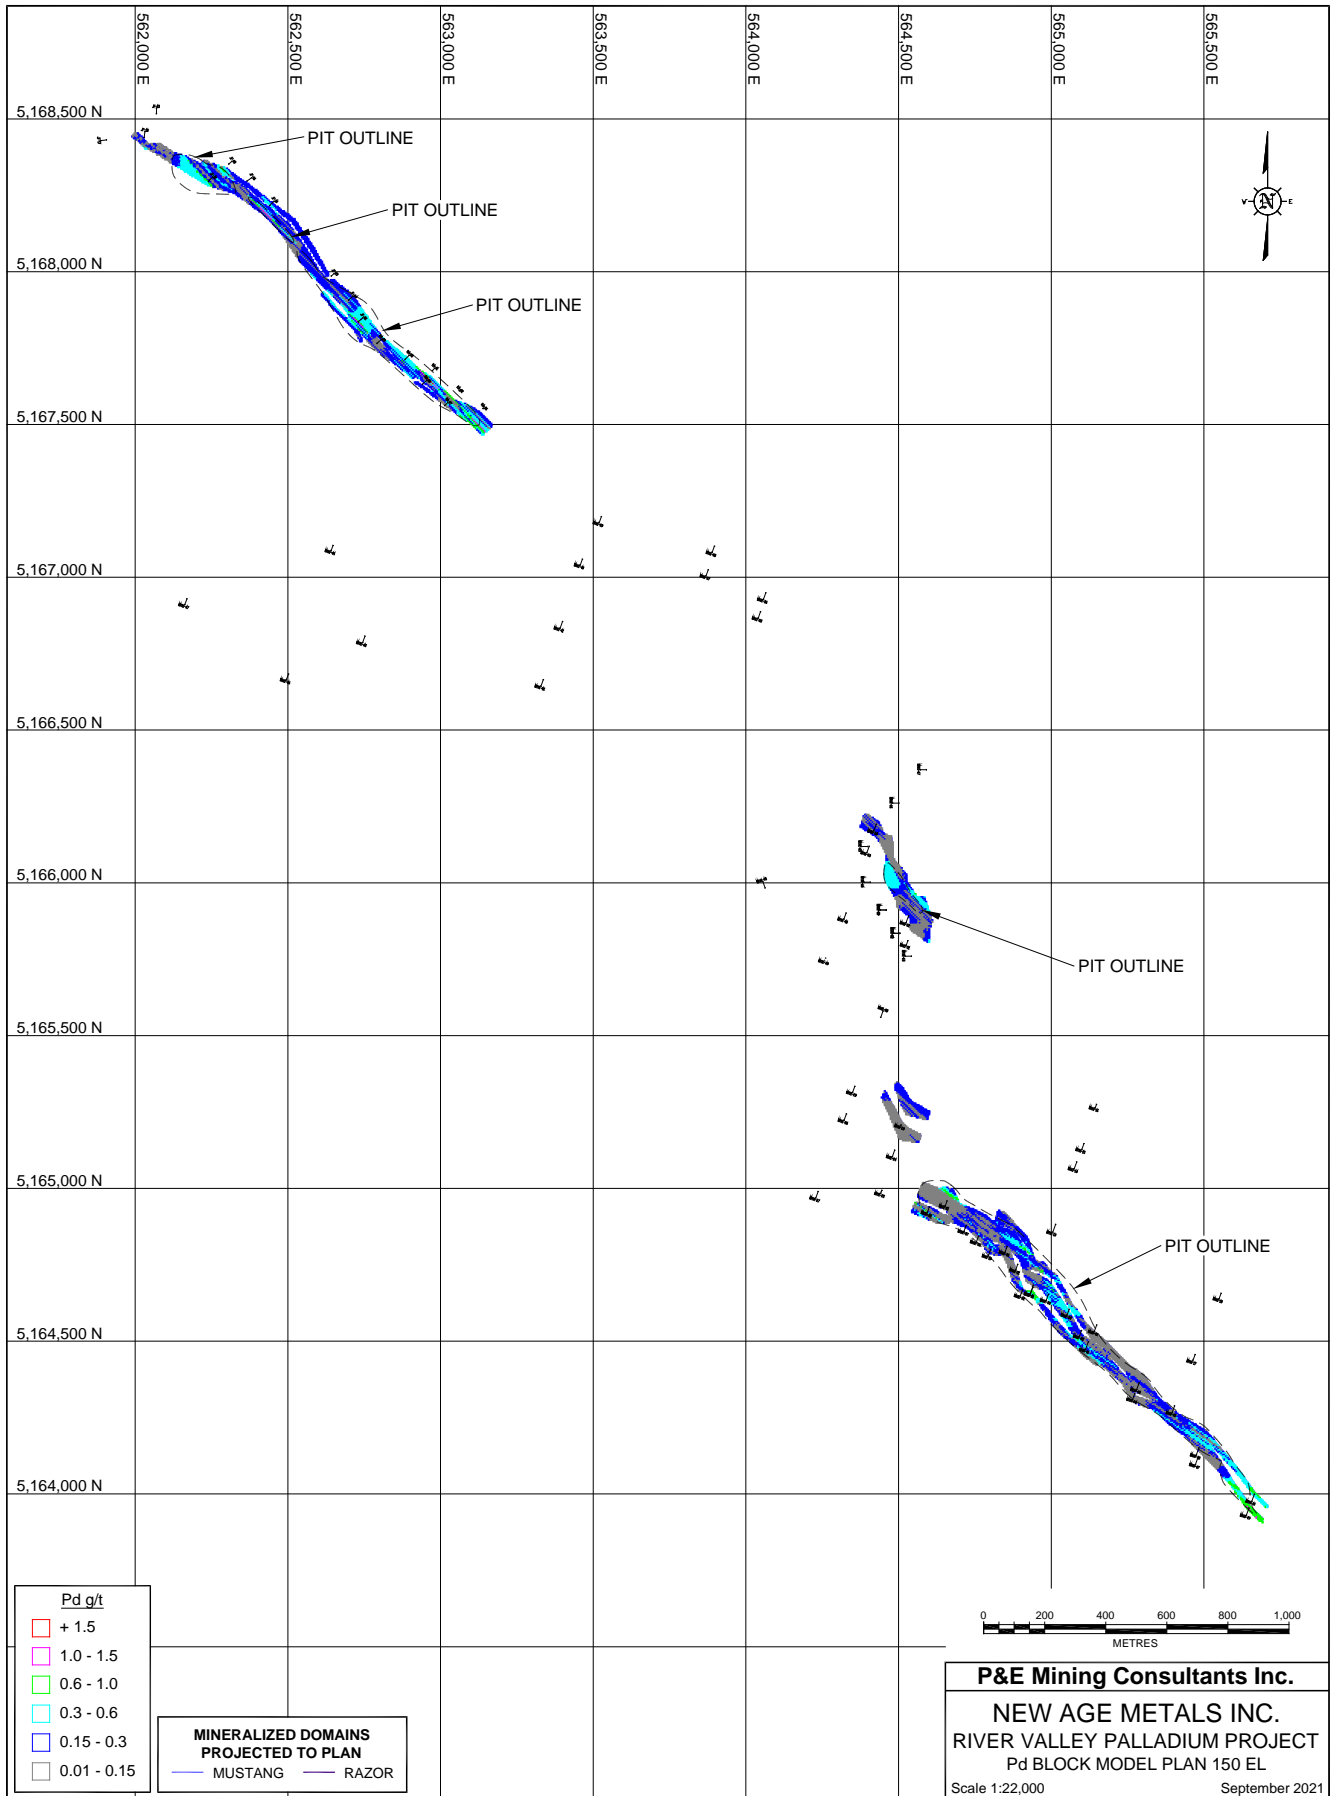 562,000 E
562,500 E
563,000 E
563,500 E
564,000 E
564,500 E
565,000 E
565,500 E
5,168,500 N
PIT OUTLINE
N
W
E
PIT OUTLINE
5,168,000 N
PIT OUTLINE
5,167,500 N
5,167,000 N
5,166,500 N
5,166,000 N
PIT OUTLINE
5,165,500 N
5,165,000 N
PIT OUTLINE
5,164,500 N
5,164,000 N
Pd g/t
+ 1.5
1.0 - 1.5
0.6 - 1.0
0.3 - 0.6
0.15 - 0.3
0.01 - 0.15
MINERALIZED DOMAINS
PROJECTED TO PLAN
MUSTANG RAZOR
0 200 400 600 800 1,000
METRES
P&E Mining Consultants Inc.
NEW AGE METALS INC.
RIVER VALLEY PALLADIUM PROJECT
Pd BLOCK MODEL PLAN 150 EL
Scale 1:22,000 September 2021